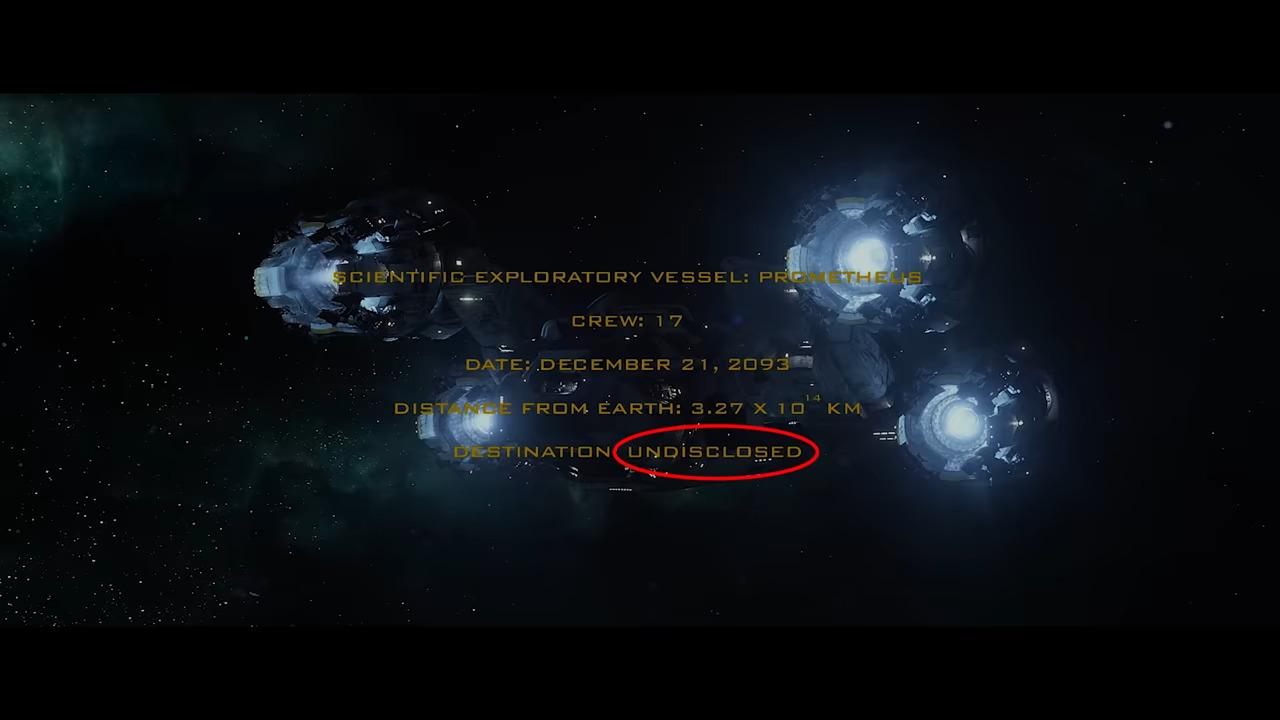 SCIENTIFIC EXPLORATORY VESSEL: PROMETHEUS
CREW: 17
DATE: DECEMBER 21, 2093
DISTANCE FROM EARTH: 3.27 X 10¹⁴ KM
DESTINATION UNDISCLOSED